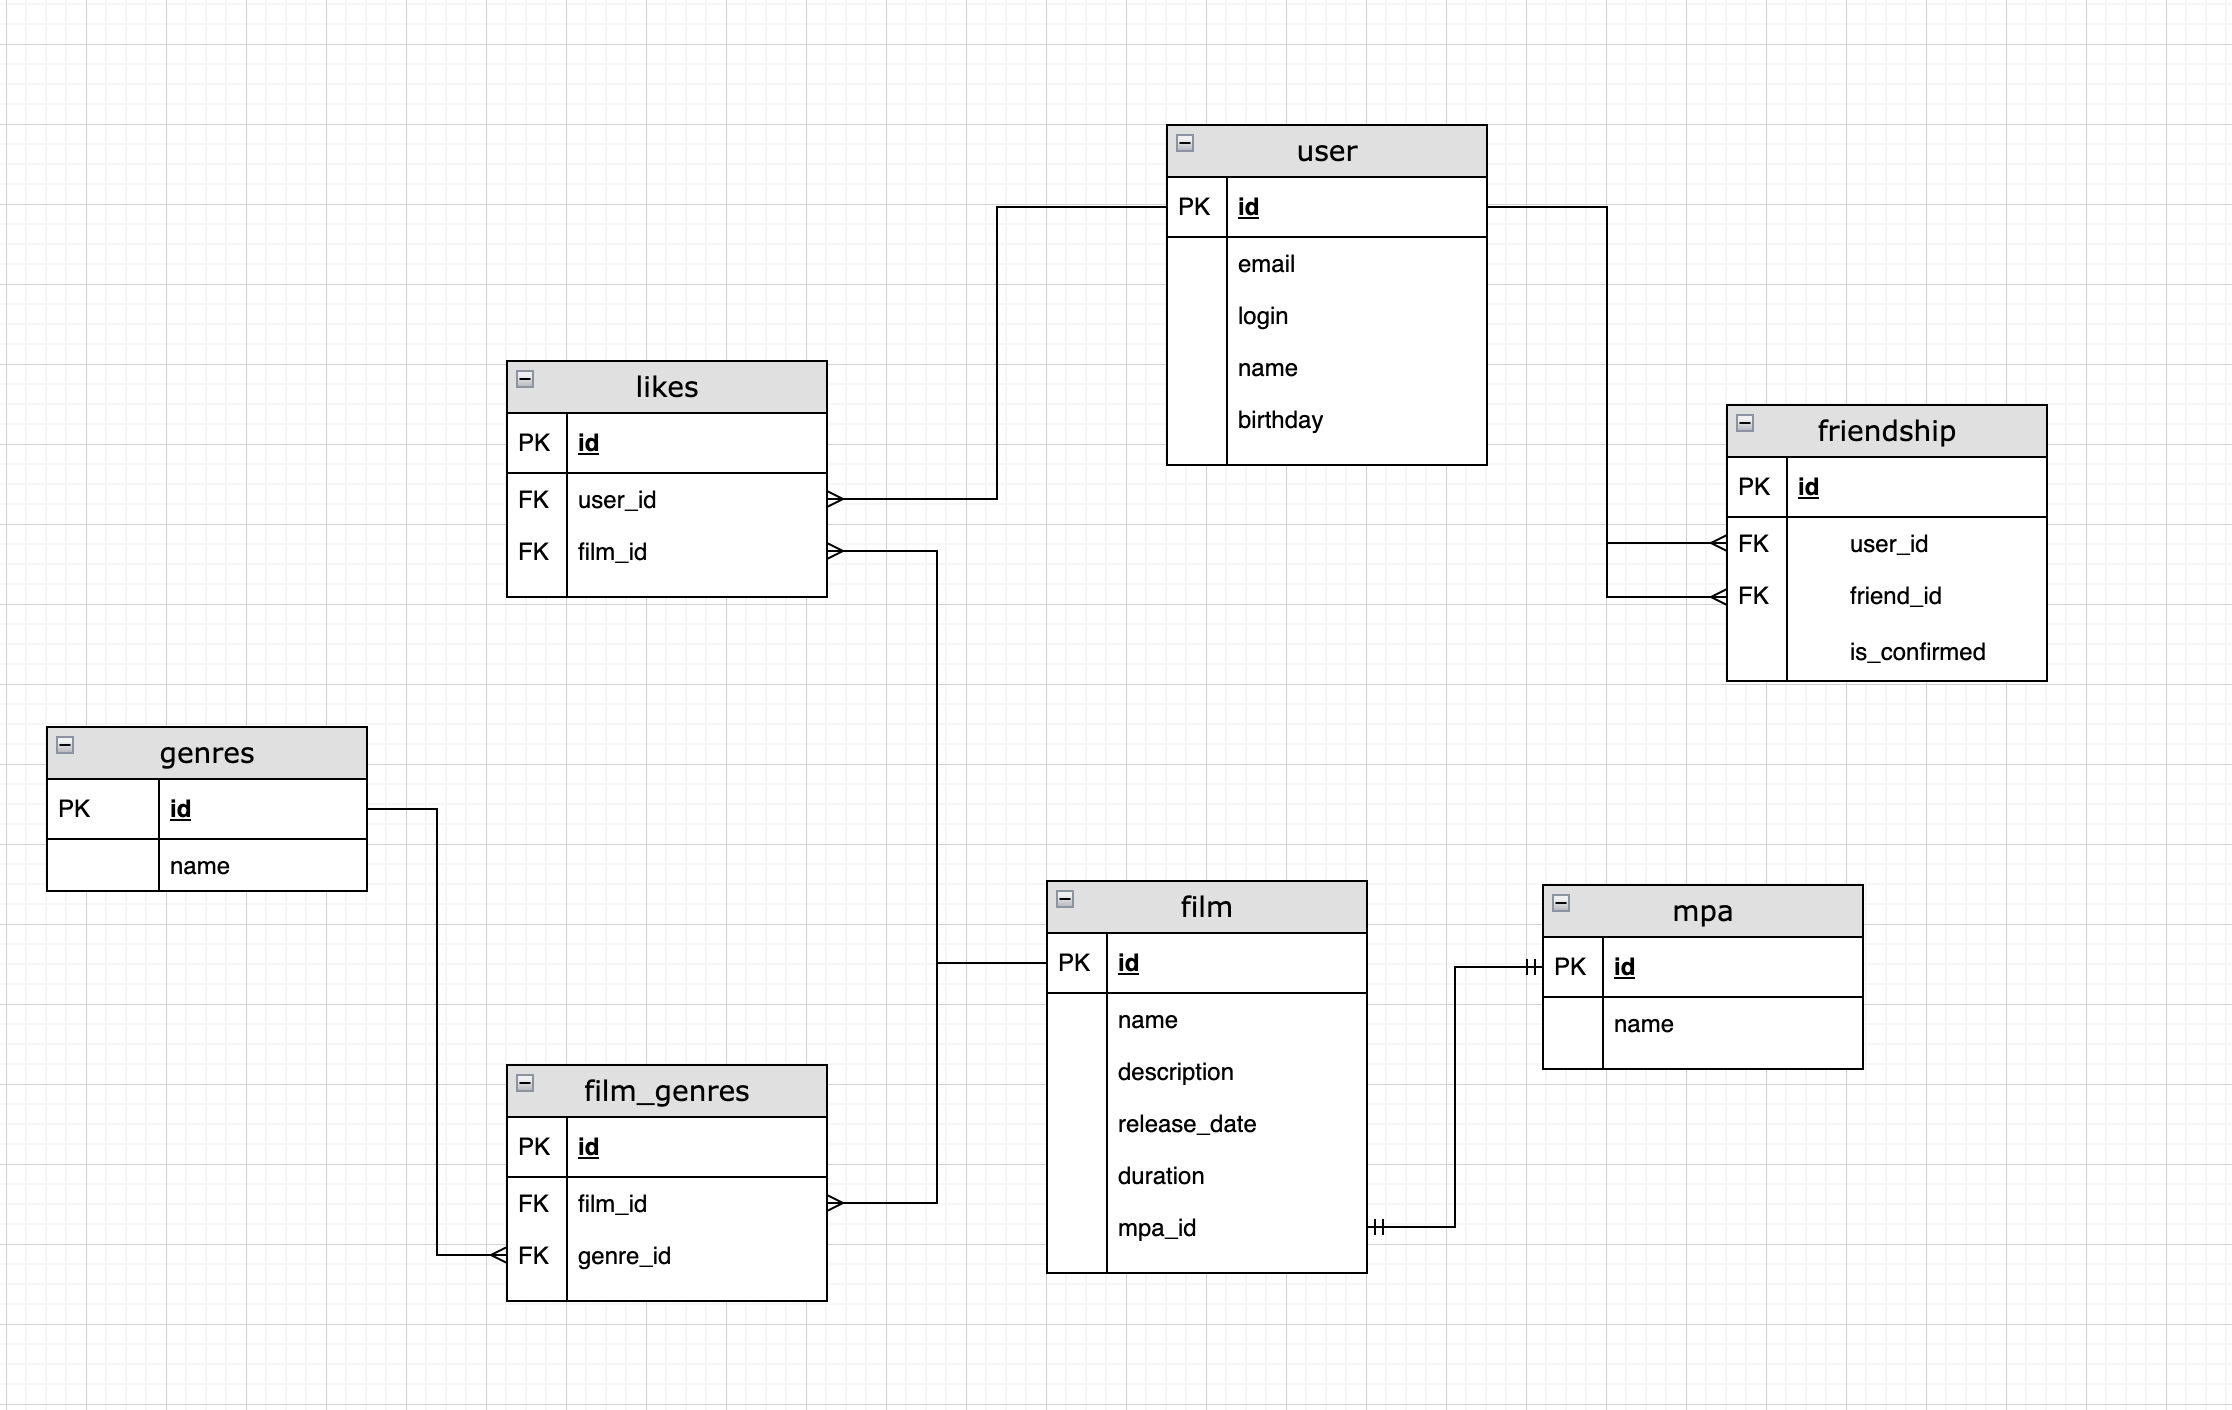 user
PK id
email
login
name
birthday
likes
PK id
FK user_id
FK film_id
friendship
PK id
FK user_id
FK friend_id
is_confirmed
genres
PK id
name
film
PK id
name
description
release_date
duration
mpa_id
mpa
PK id
name
film_genres
PK id
FK film_id
FK genre_id